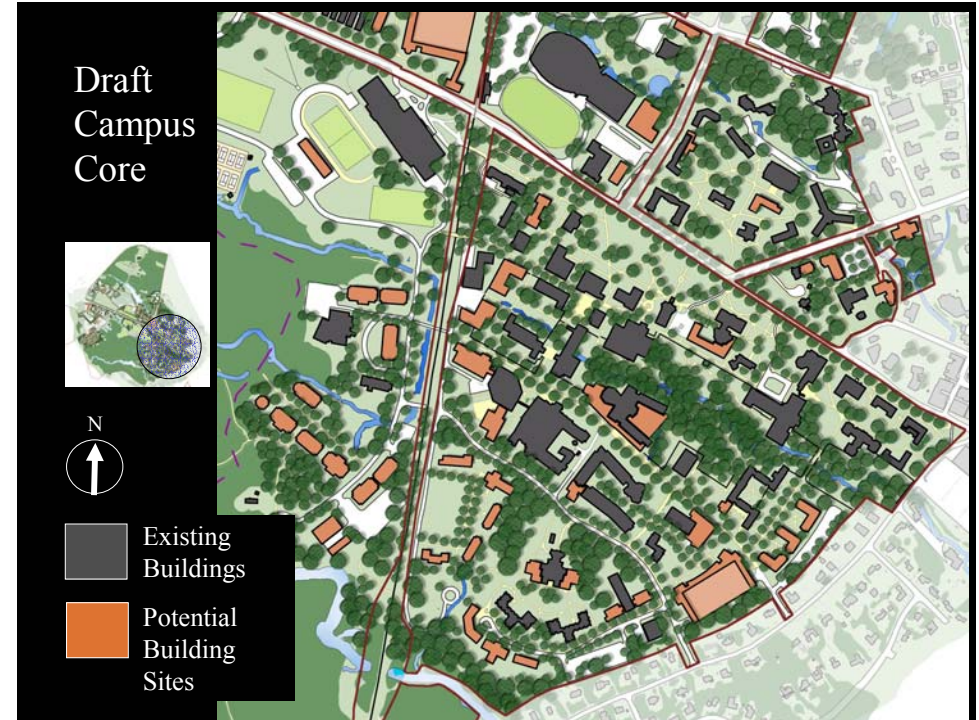 Draft
Campus
Core
N
Existing
Buildings
Potential
Building
Sites